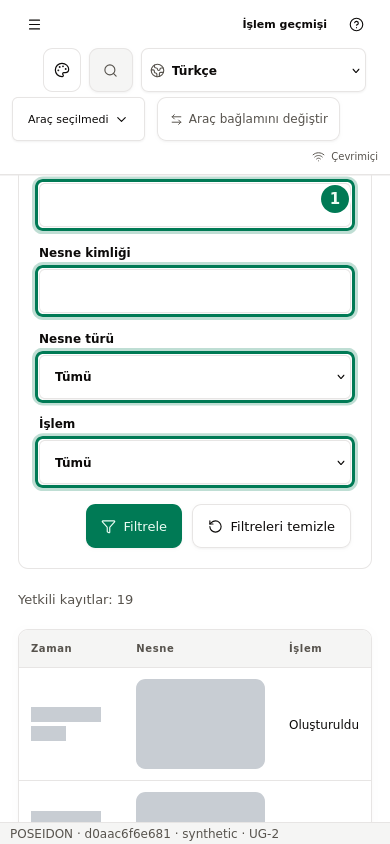 İşlem geçmişi
Türkçe
Araç seçilmedi
Araç bağlamını değiştir
Çevrimiçi
1
Nesne kimliği
Nesne türü
Tümü
İşlem
Tümü
Filtrele
Filtreleri temizle
Yetkili kayıtlar: 19
Zaman Nesne İşlem
Oluşturuldu
POSEIDON · d0aac6f6e681 · synthetic · UG-2